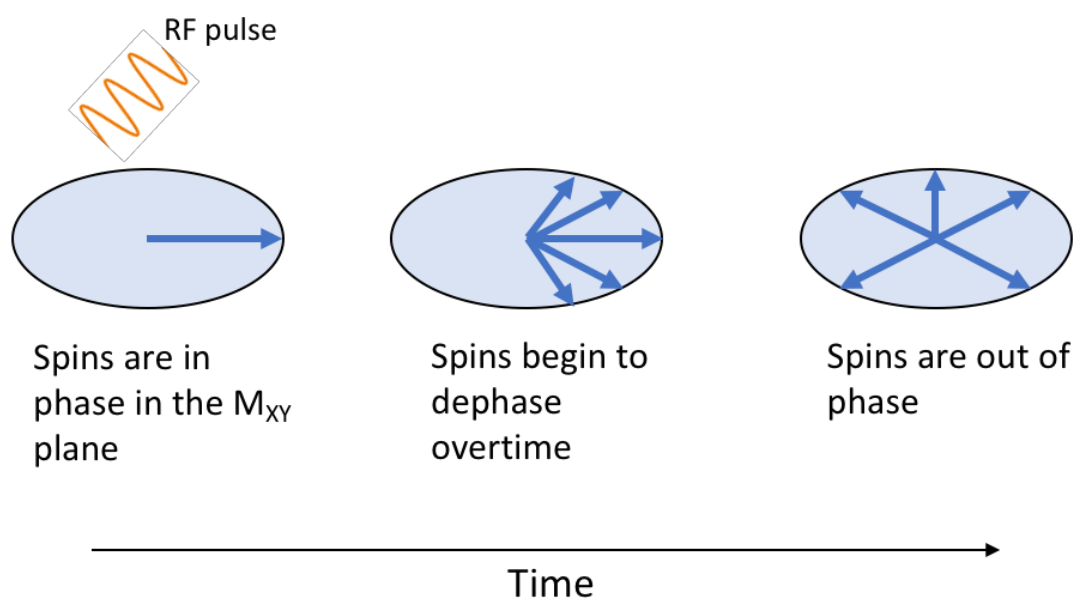 RF pulse
Spins are in
phase in the MXY
plane
Spins begin to
dephase
overtime
Spins are out of
phase
Time